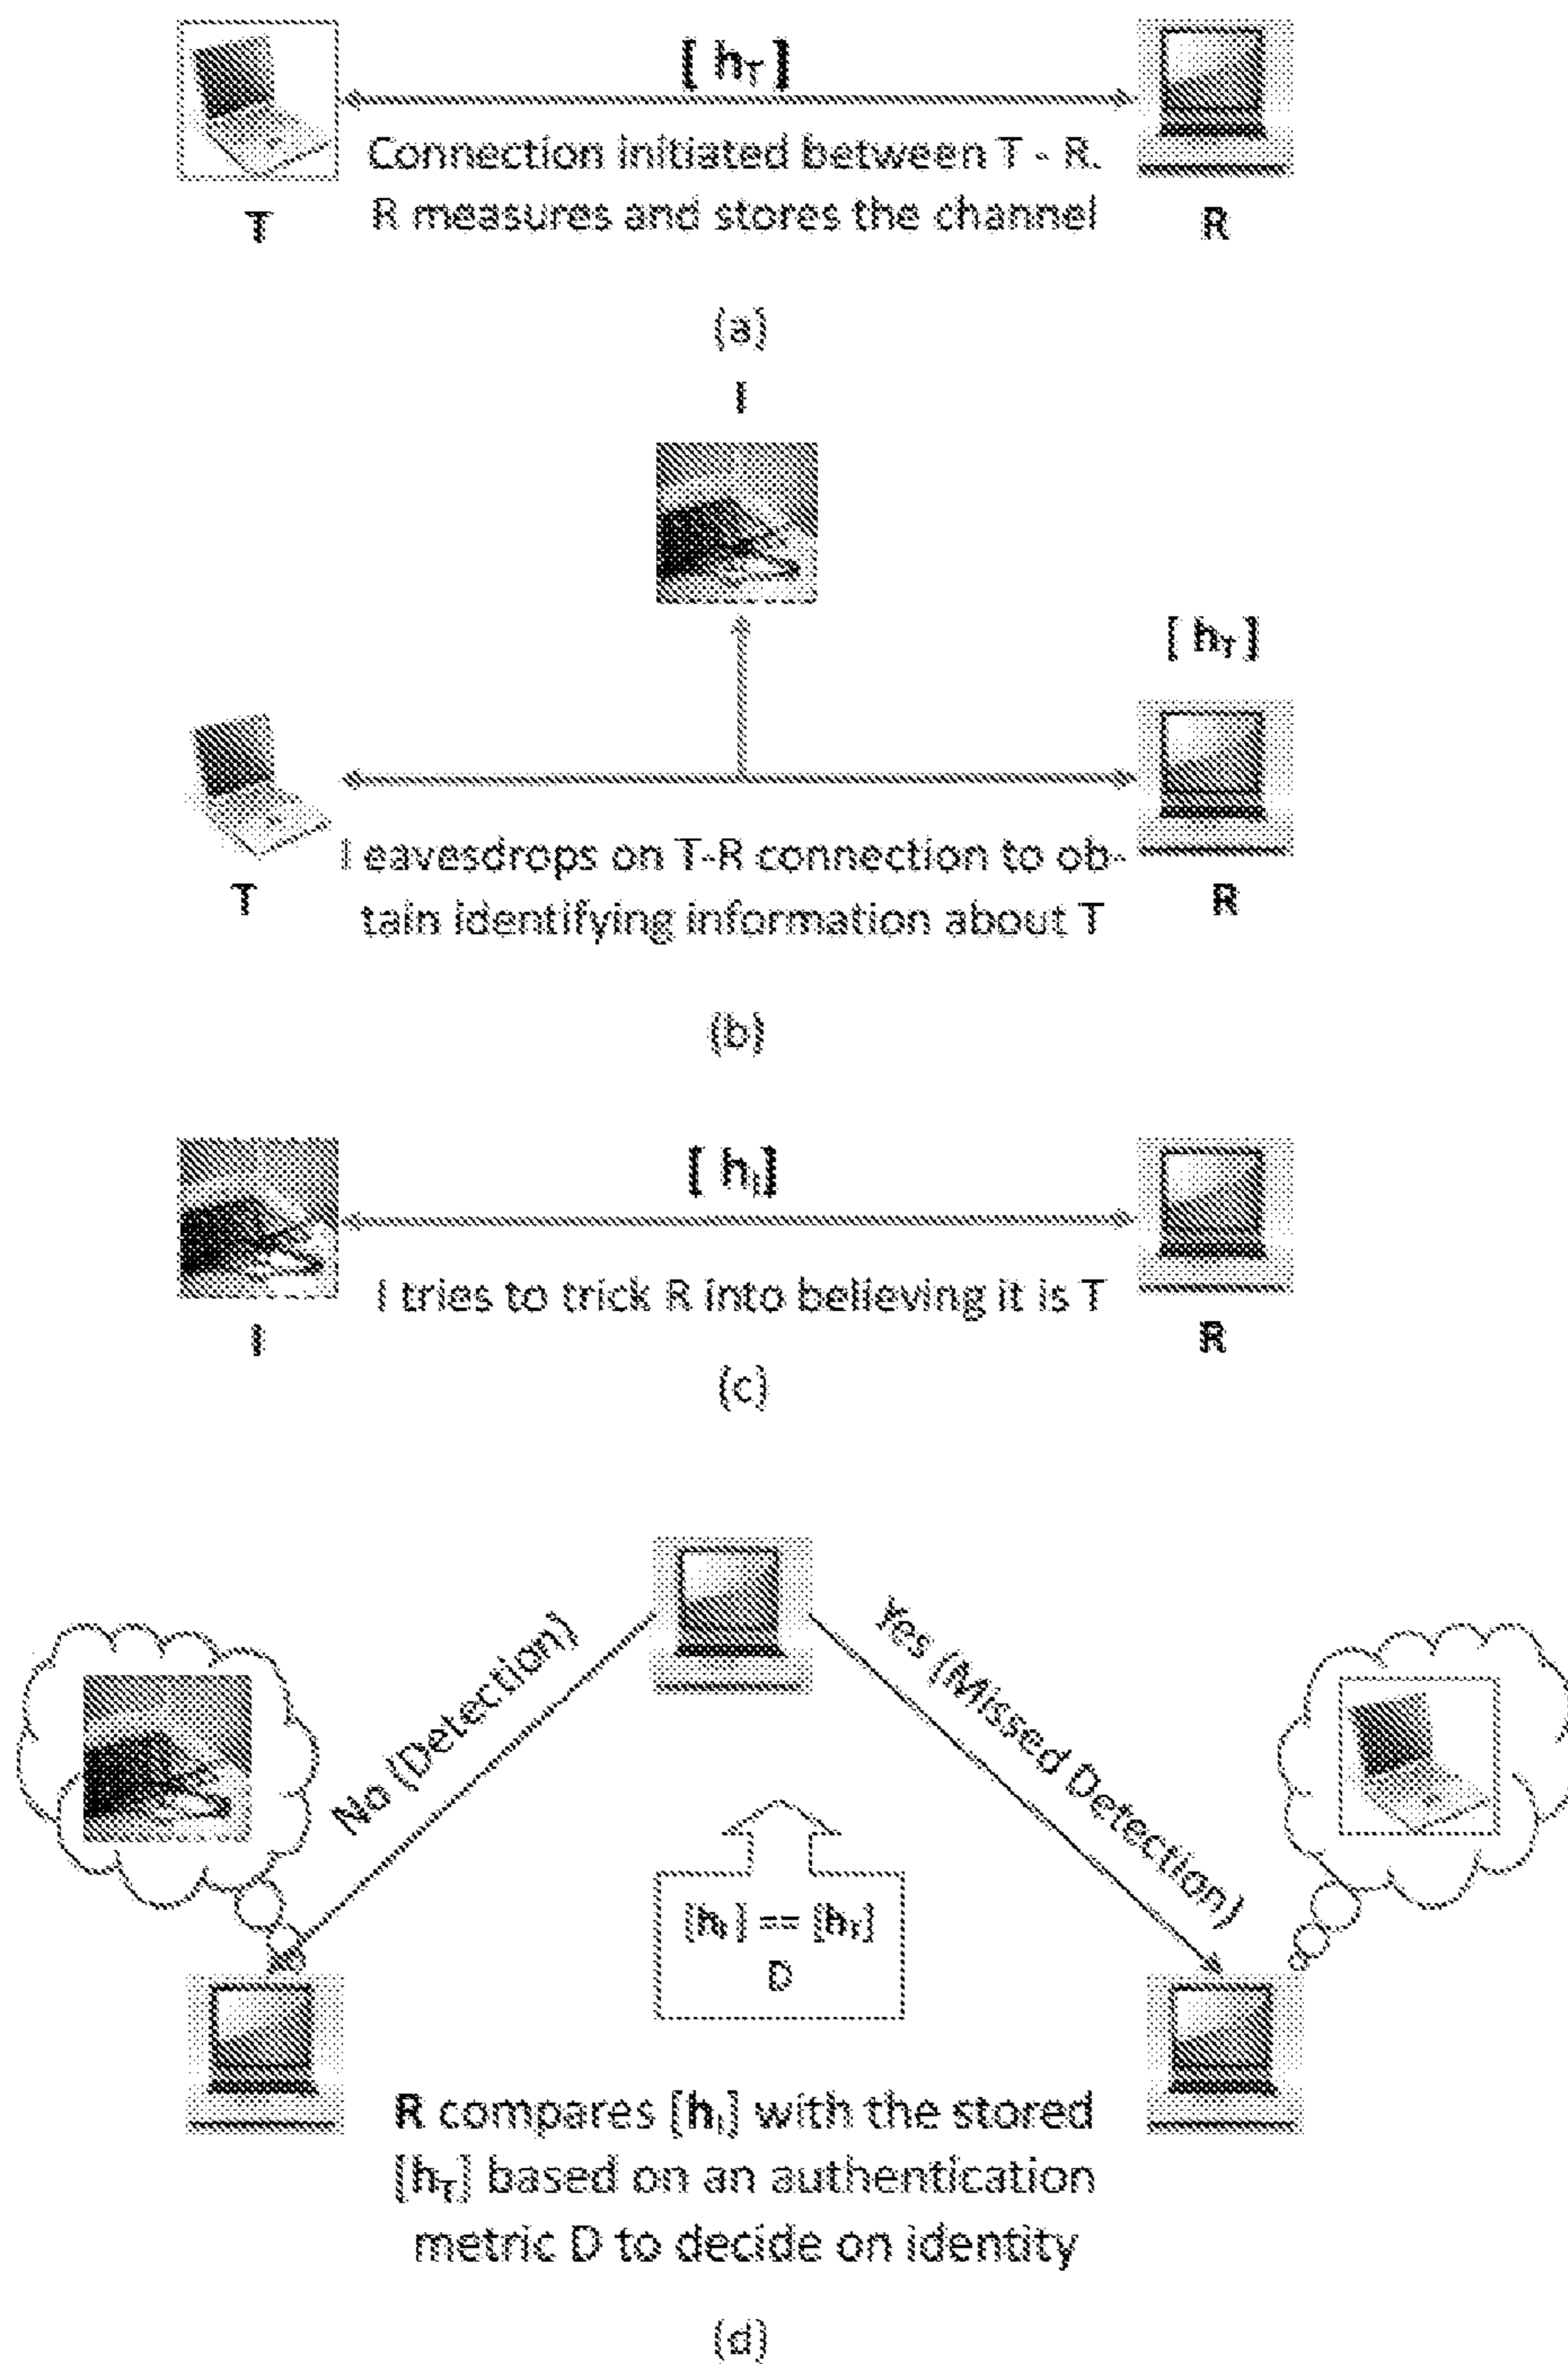 [ hT ]
Connection initiated between T - R.
R measures and stores the channel
T
R
(a)
I
[ hT ]
I eavesdrops on T-R connection to ob-
tain identifying information about T
T
R
(b)
[ hI]
I tries to trick R into believing it is T
I
R
(c)
No (Detection)
Yes (Missed Detection)
[hI ] == [hT]
D
R compares [hI] with the stored
[hT] based on an authentication
metric D to decide on identity
(d)